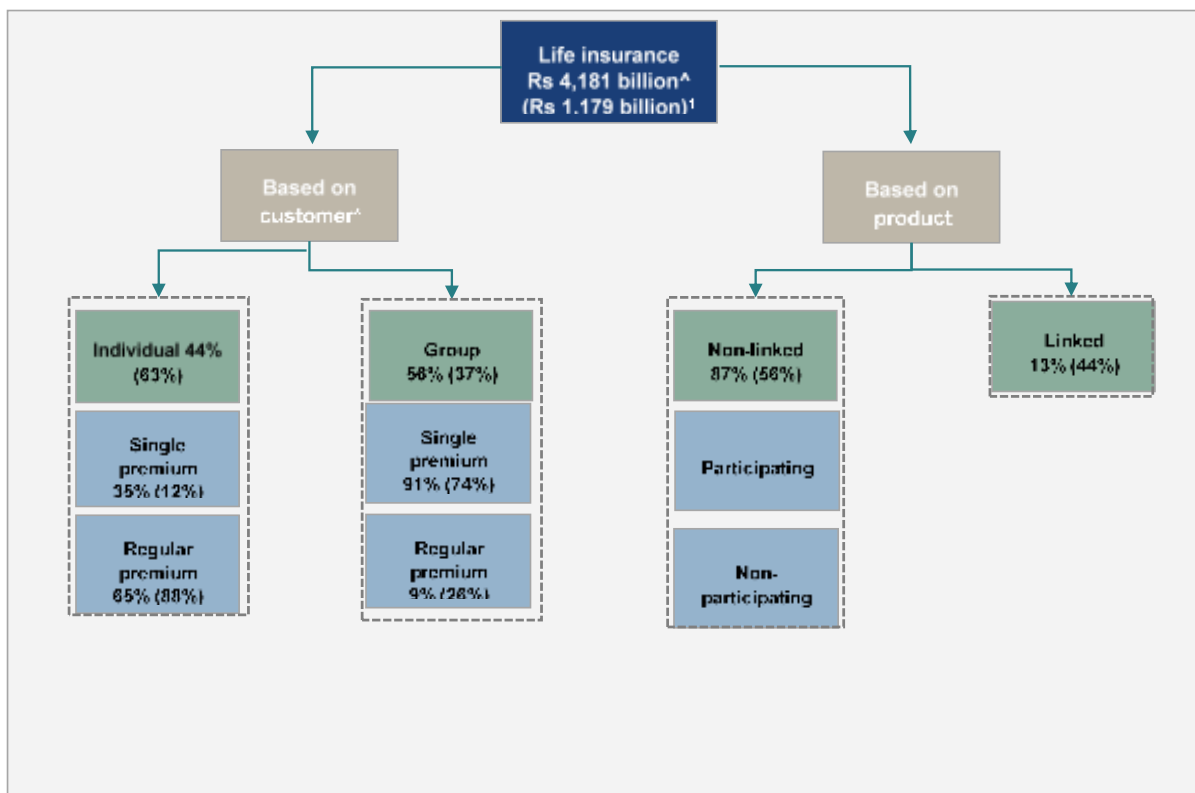 Life insurance
Rs 4,181 billion^
(Rs 1.179 billion)¹
Based on
customer^
Based on
product
Individual 44%
(63%)
Group
56% (37%)
Non-linked
87% (56%)
Linked
13% (44%)
Single
premium
35% (12%)
Single
premium
91% (74%)
Participating
Regular
premium
65% (88%)
Regular
premium
9% (26%)
Non-
participating